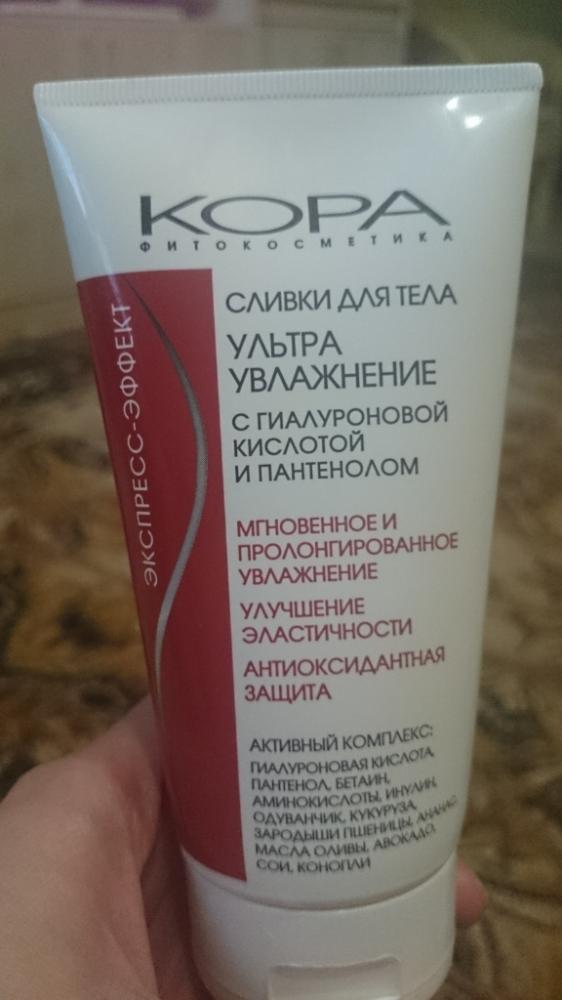 КОРА
ФИТОКОСМЕТИКА
ЭКСПРЕСС-ЭФФЕКТ
СЛИВКИ ДЛЯ ТЕЛА
УЛЬТРА
УВЛАЖНЕНИЕ
С ГИАЛУРОНОВОЙ
КИСЛОТОЙ
И ПАНТЕНОЛОМ
МГНОВЕННОЕ И
ПРОЛОНГИРОВАННОЕ
УВЛАЖНЕНИЕ
УЛУЧШЕНИЕ
ЭЛАСТИЧНОСТИ
АНТИОКСИДАНТНАЯ
ЗАЩИТА
АКТИВНЫЙ КОМПЛЕКС:
ГИАЛУРОНОВАЯ КИСЛОТА,
ПАНТЕНОЛ, БЕТАИН,
АМИНОКИСЛОТЫ, ИНУЛИН,
ОДУВАНЧИК, КУКУРУЗА,
ЗАРОДЫШИ ПШЕНИЦЫ, АНАНАС,
МАСЛА ОЛИВЫ, АВОКАДО,
СОИ, КОНОПЛИ